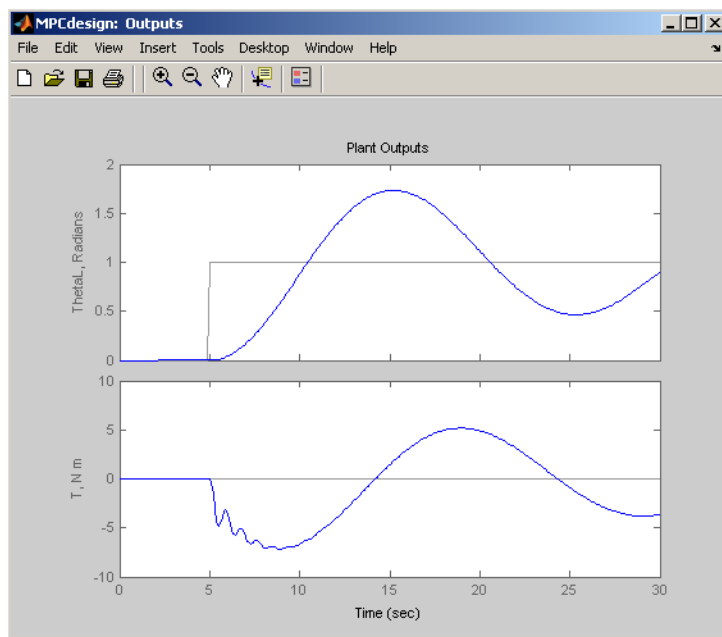 MPCdesign: Outputs
File Edit View Insert Tools Desktop Window Help
Plant Outputs
2
1.5
1
0.5
0
ThetaL, Radians
10
5
0
-5
-10
T, N m
0 5 10 15 20 25 30
Time (sec)